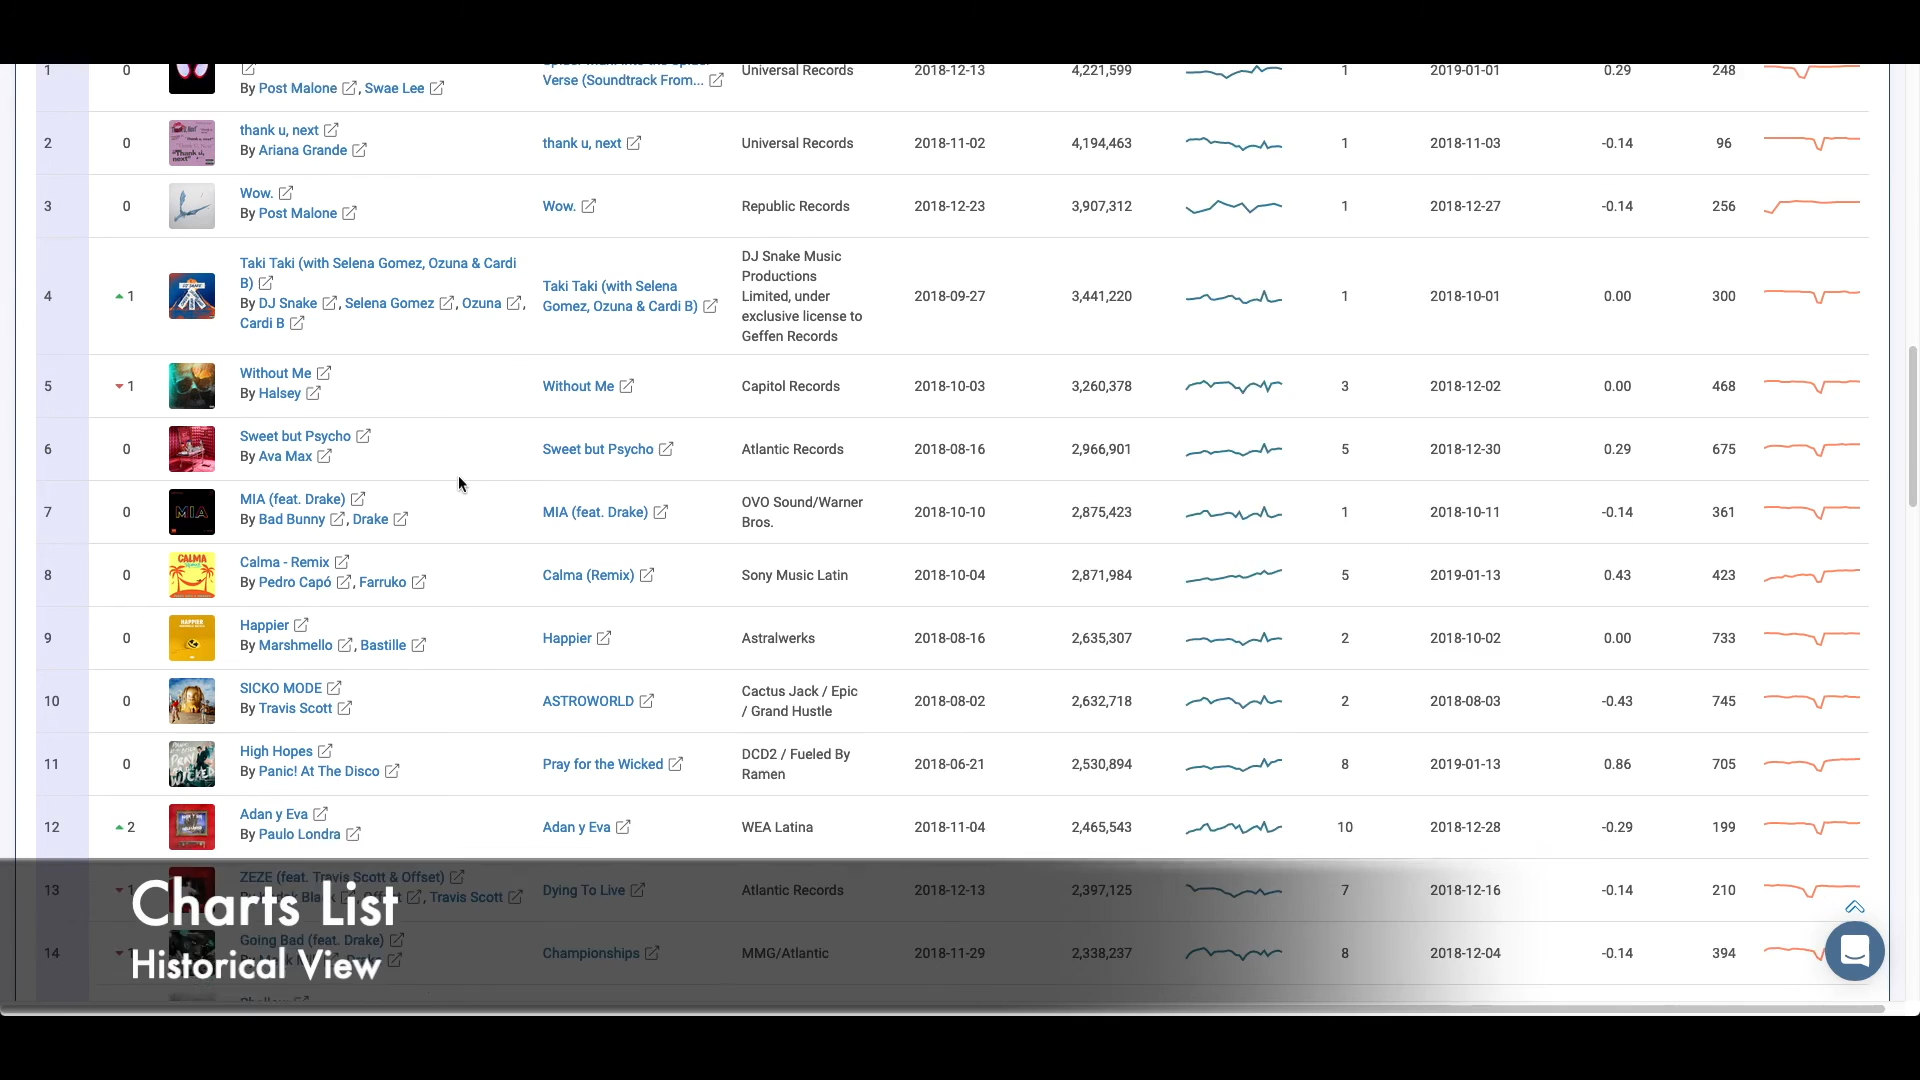 1 0 Verse (Soundtrack From... Universal Records 2018-12-13 4,221,599 1 2019-01-01 0.29 248
By Post Malone , Swae Lee
2 0 thank u, next By Ariana Grande thank u, next Universal Records 2018-11-02 4,194,463 1 2018-11-03 -0.14 96
3 0 Wow. By Post Malone Wow. Republic Records 2018-12-23 3,907,312 1 2018-12-27 -0.14 256
4 1 Taki Taki (with Selena Gomez, Ozuna & Cardi B) By DJ Snake , Selena Gomez , Ozuna , Cardi B Taki Taki (with Selena Gomez, Ozuna & Cardi B) DJ Snake Music Productions Limited, under exclusive license to Geffen Records 2018-09-27 3,441,220 1 2018-10-01 0.00 300
5 1 Without Me By Halsey Without Me Capitol Records 2018-10-03 3,260,378 3 2018-12-02 0.00 468
6 0 Sweet but Psycho By Ava Max Sweet but Psycho Atlantic Records 2018-08-16 2,966,901 5 2018-12-30 0.29 675
7 0 MIA MIA (feat. Drake) By Bad Bunny , Drake MIA (feat. Drake) OVO Sound/Warner Bros. 2018-10-10 2,875,423 1 2018-10-11 -0.14 361
8 0 CALMA Calma - Remix By Pedro Capó , Farruko Calma (Remix) Sony Music Latin 2018-10-04 2,871,984 5 2019-01-13 0.43 423
9 0 HAPPIER Happier By Marshmello , Bastille Happier Astralwerks 2018-08-16 2,635,307 2 2018-10-02 0.00 733
10 0 SICKO MODE By Travis Scott ASTROWORLD Cactus Jack / Epic / Grand Hustle 2018-08-02 2,632,718 2 2018-08-03 -0.43 745
11 0 High Hopes By Panic! At The Disco Pray for the Wicked DCD2 / Fueled By Ramen 2018-06-21 2,530,894 8 2019-01-13 0.86 705
12 2 Adan y Eva By Paulo Londra Adan y Eva WEA Latina 2018-11-04 2,465,543 10 2018-12-28 -0.29 199
13 1 ZEZE (feat. Travis Scott & Offset) , Travis Scott Dying To Live Atlantic Records 2018-12-13 2,397,125 7 2018-12-16 -0.14 210
Charts List
14 Going Bad (feat. Drake) Championships MMG/Atlantic 2018-11-29 2,338,237 8 2018-12-04 -0.14 394
Historical View